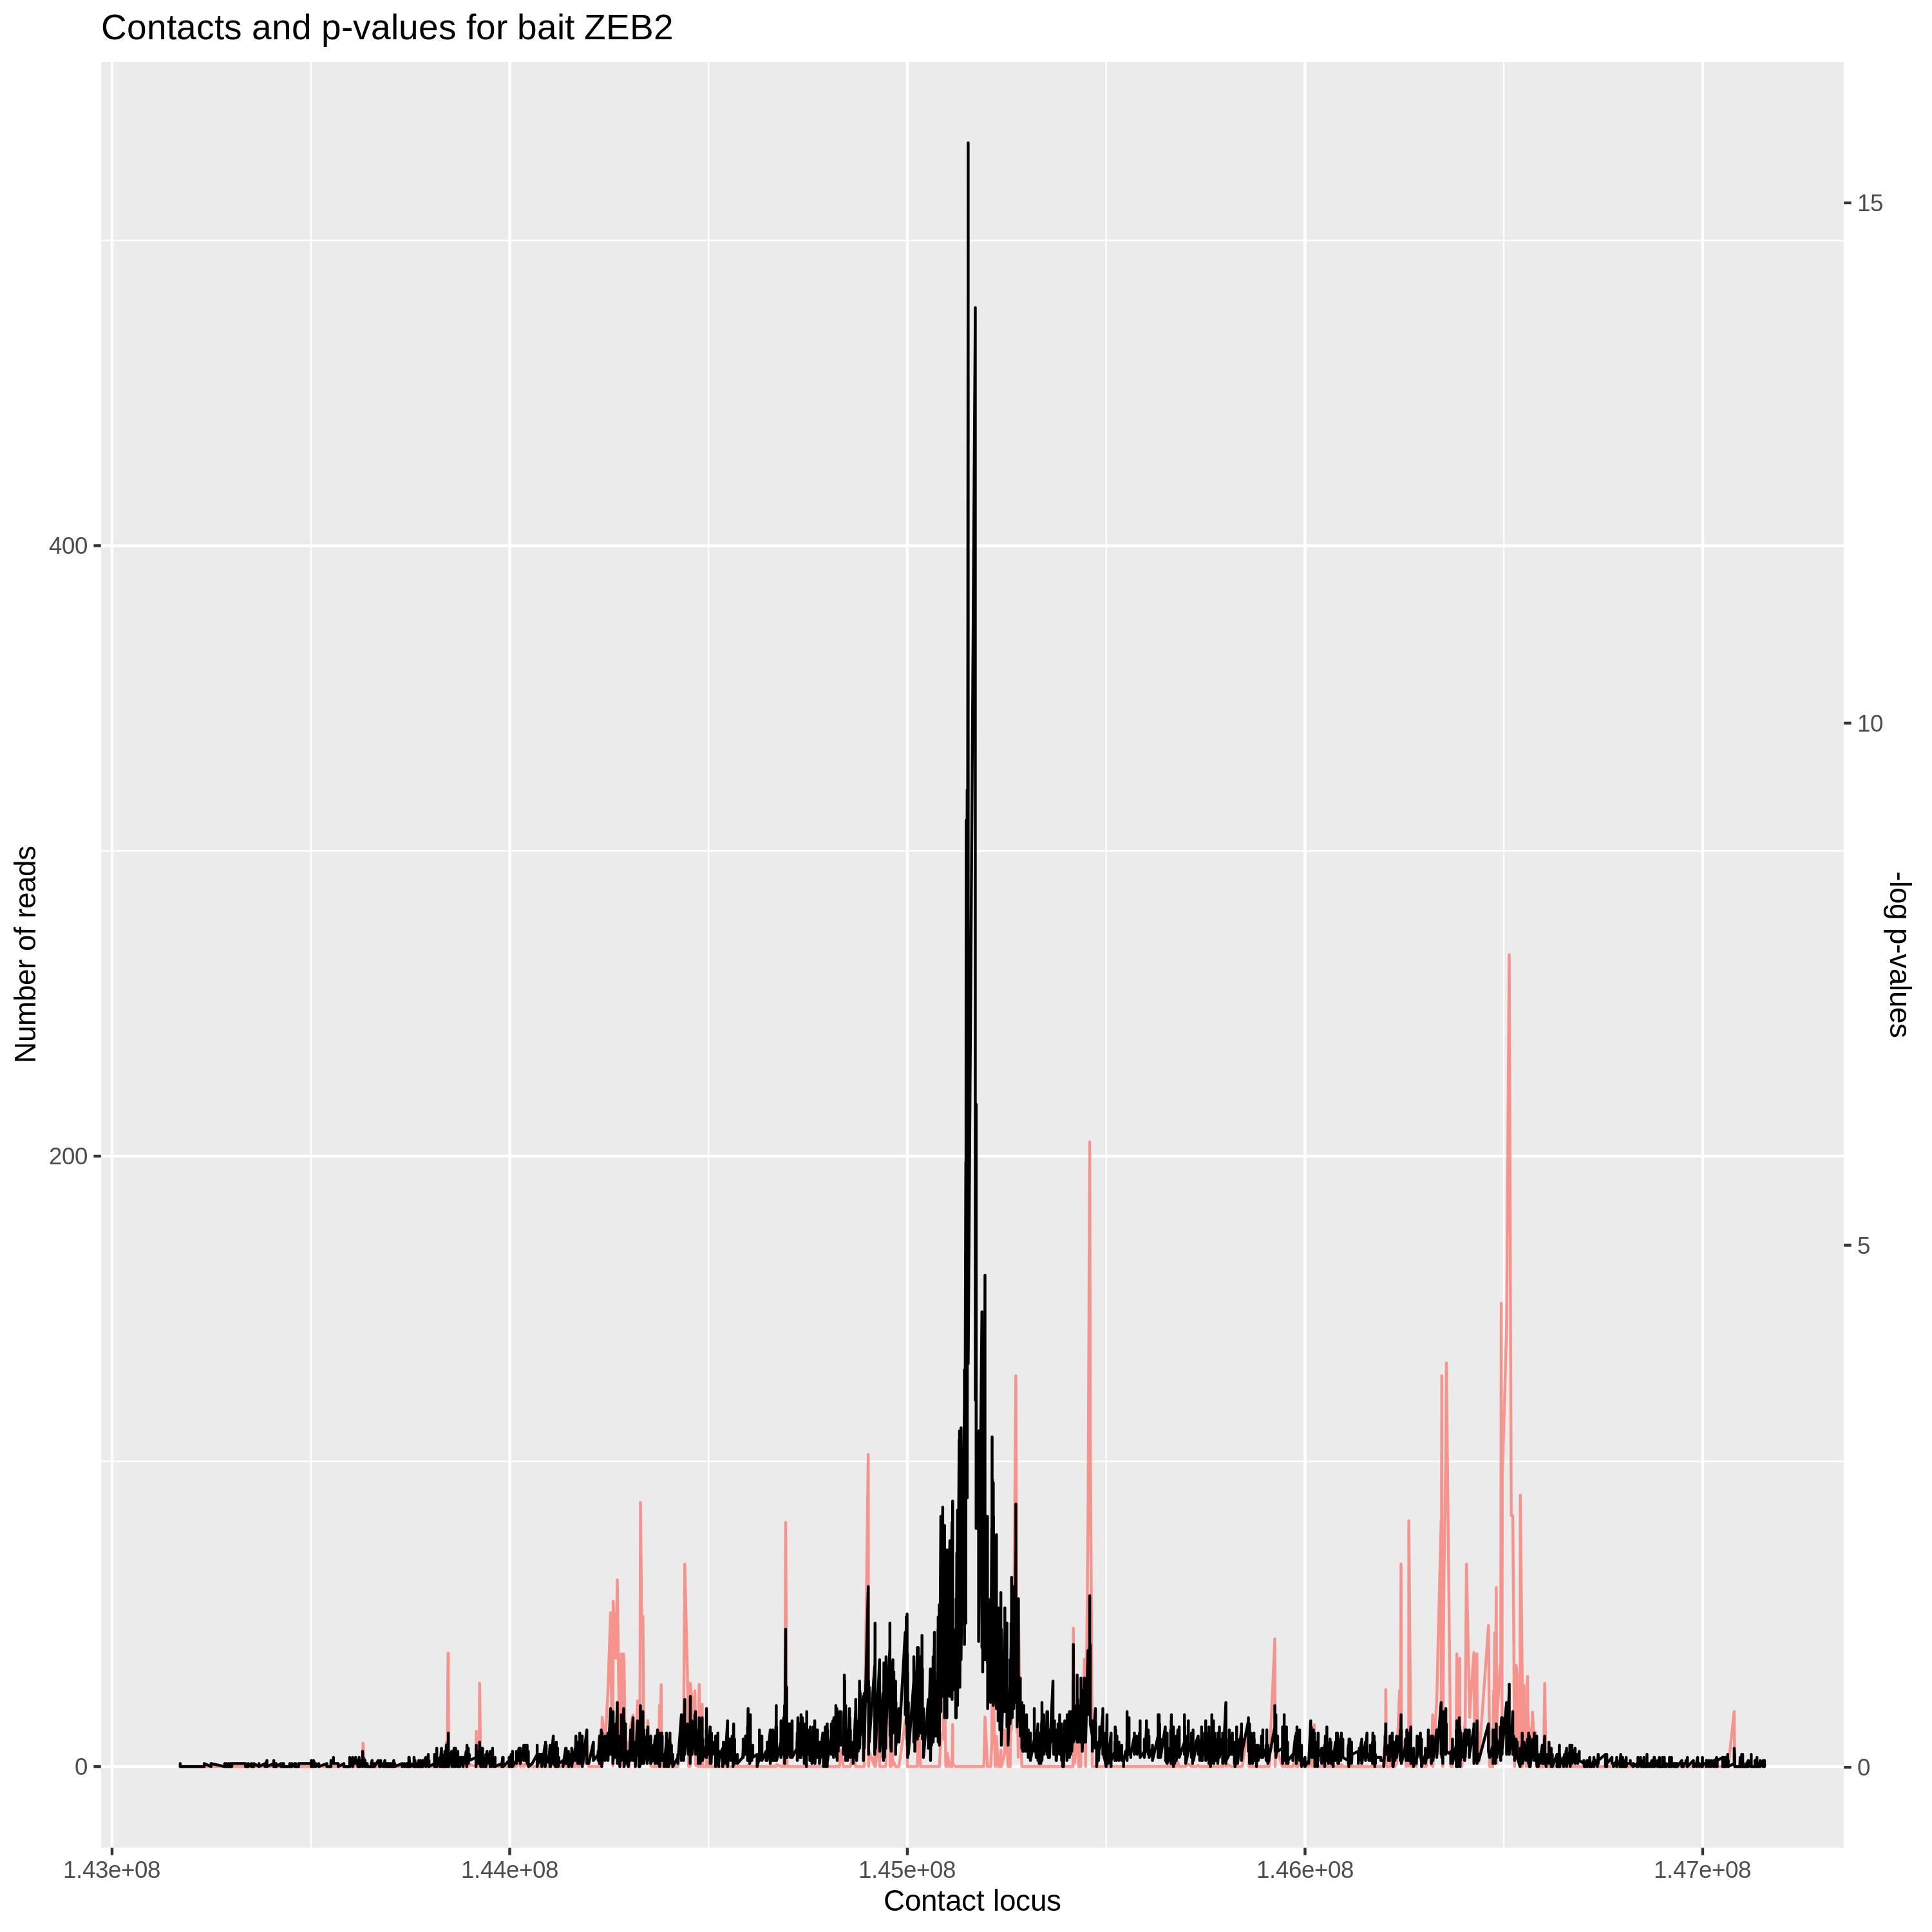 Contacts and p-values for bait ZEB2
Number of reads
400
200
0
15
10
5
0
-log p-values
1.43e+08 1.44e+08 1.45e+08 1.46e+08 1.47e+08
Contact locus